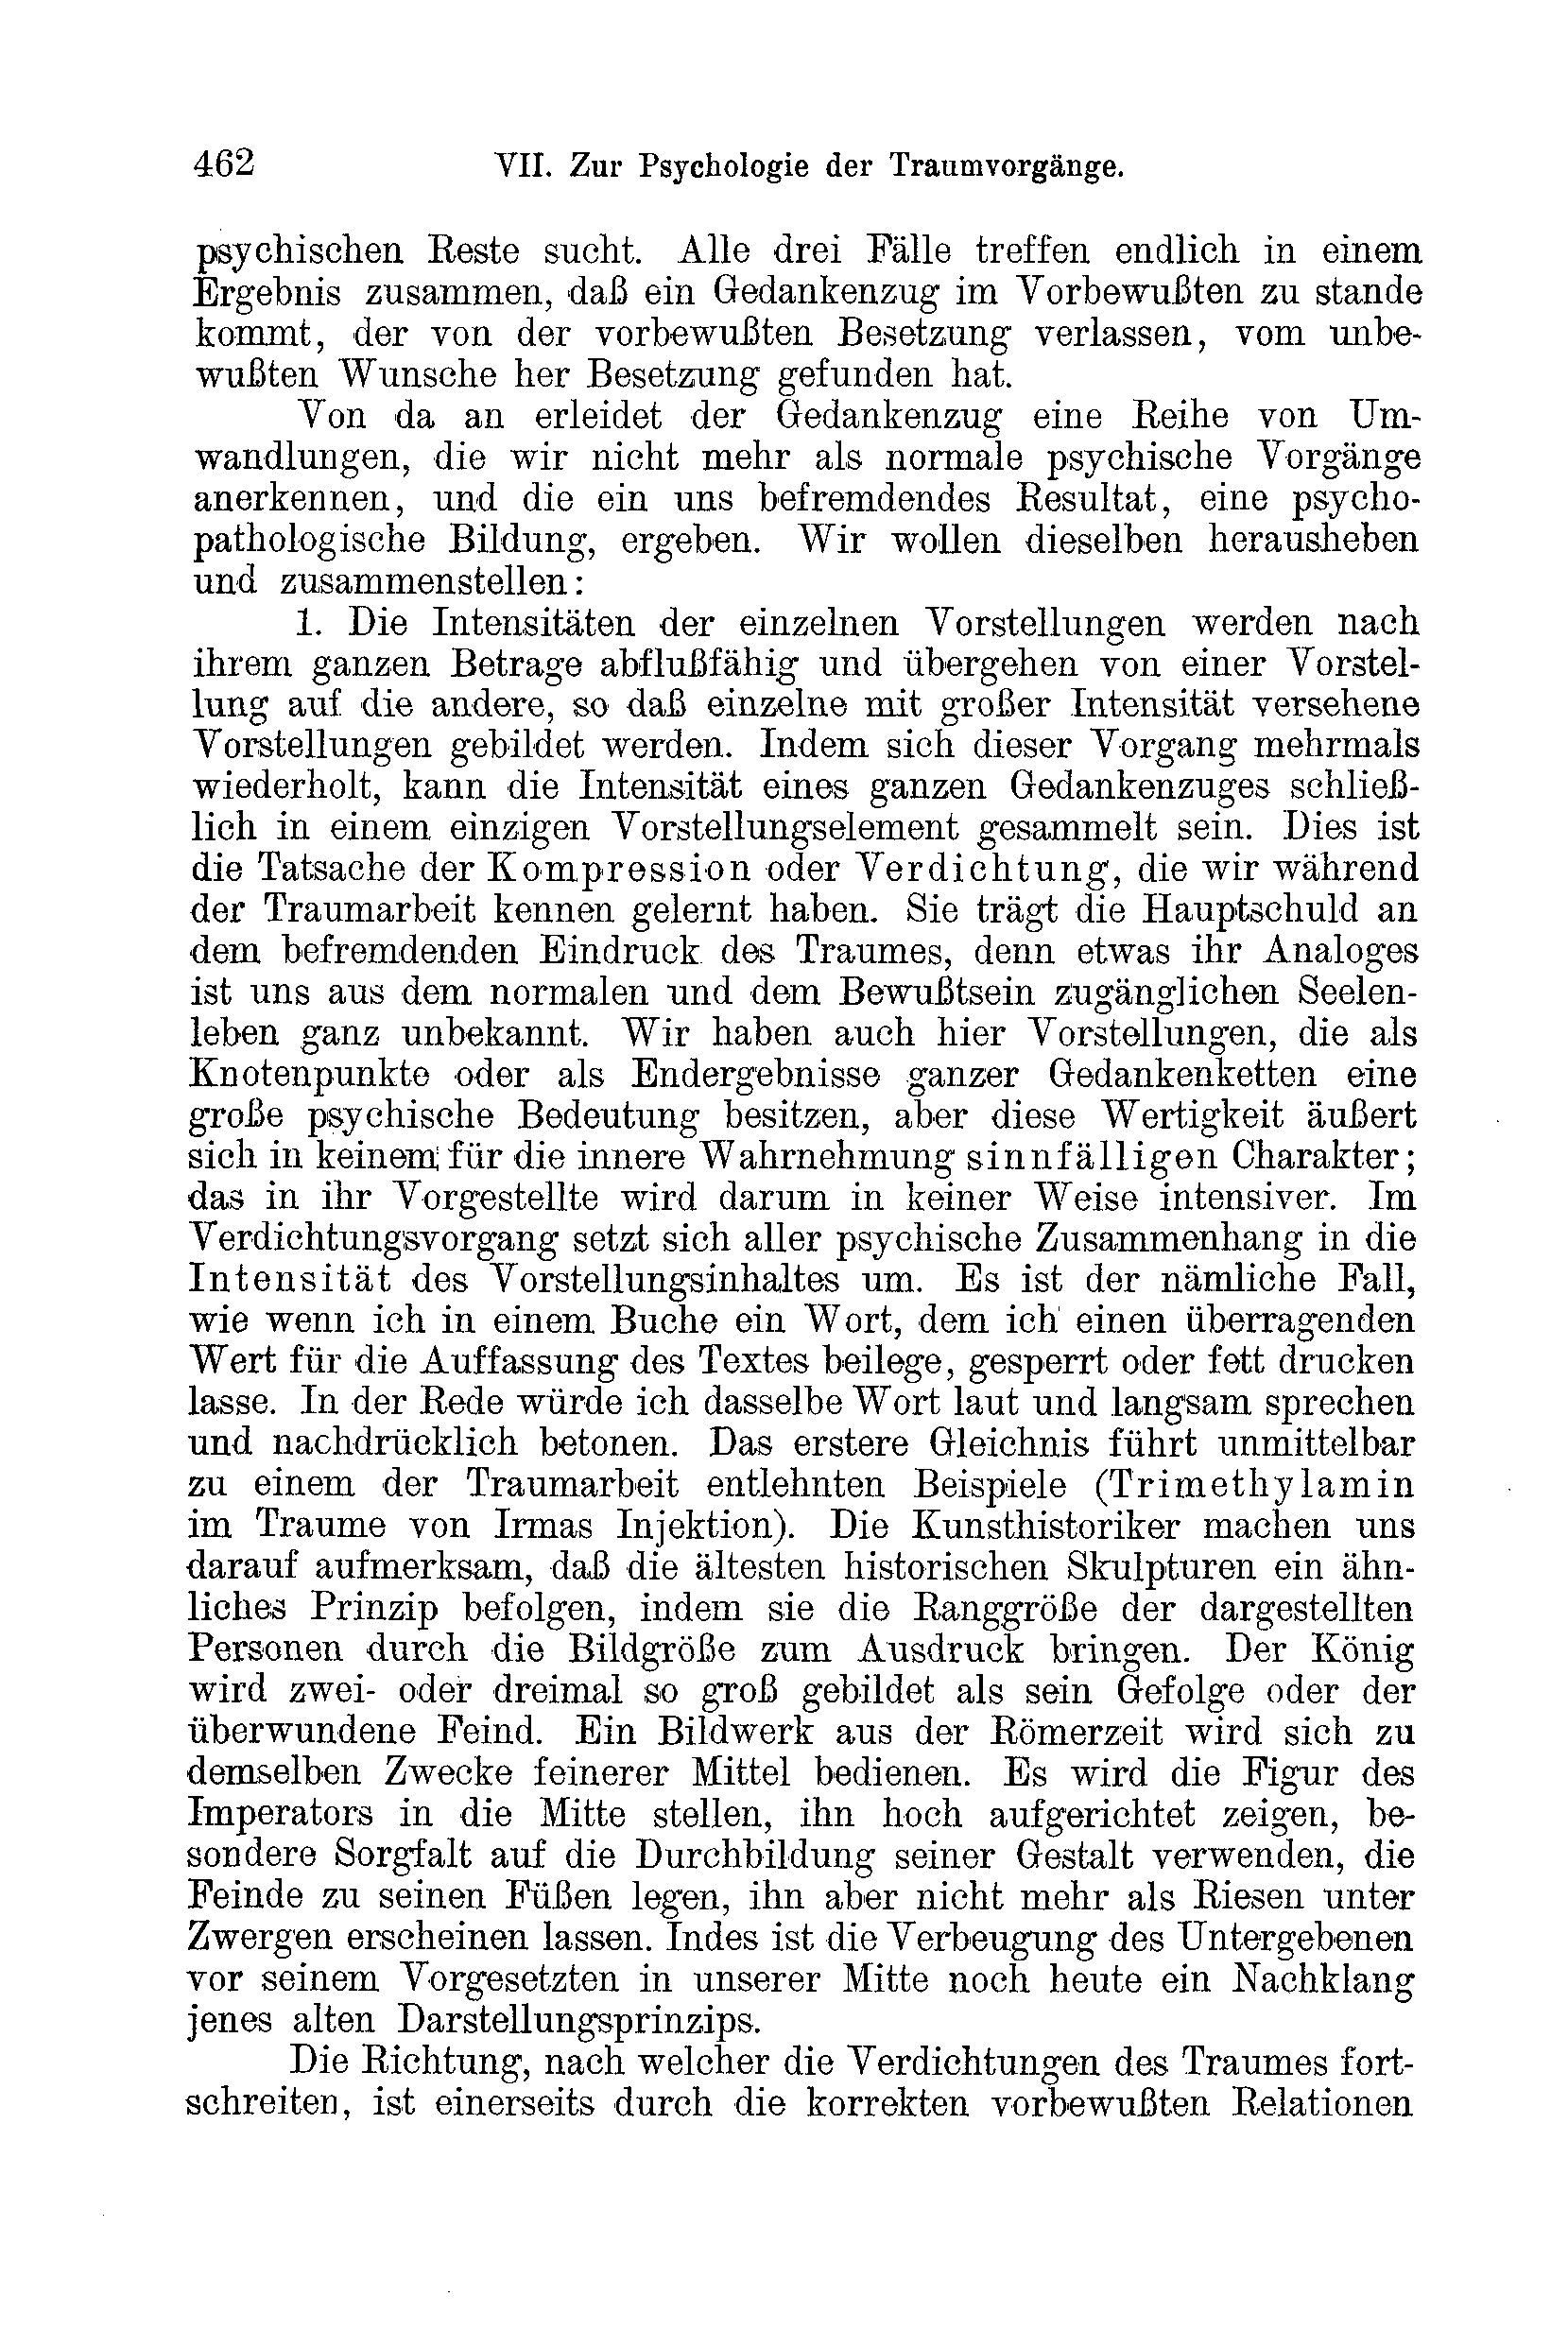 462 VII. Zur Psychologie der Traumvorgänge.
psychischen Reste sucht. Alle drei Fälle treffen endlich in einem
Ergebnis zusammen, daß ein Gedankenzug im Vorbewußten zu stande
kommt, der von der vorbewußten Besetzung verlassen, vom unbe-
wußten Wunsche her Besetzung gefunden hat.
Von da an erleidet der Gedankenzug eine Reihe von Um-
wandlungen, die wir nicht mehr als normale psychische Vorgänge
anerkennen, und die ein uns befremdendes Resultat, eine psycho-
pathologische Bildung, ergeben. Wir wollen dieselben herausheben
und zusammenstellen:
1. Die Intensitäten der einzelnen Vorstellungen werden nach
ihrem ganzen Betrage abflußfähig und übergehen von einer Vorstel-
lung auf die andere, so daß einzelne mit großer Intensität versehene
Vorstellungen gebildet werden. Indem sich dieser Vorgang mehrmals
wiederholt, kann die Intensität eines ganzen Gedankenzuges schließ-
lich in einem einzigen Vorstellungselement gesammelt sein. Dies ist
die Tatsache der Kompression oder Verdichtung, die wir während
der Traumarbeit kennen gelernt haben. Sie trägt die Hauptschuld an
dem befremdenden Eindruck des Traumes, denn etwas ihr Analoges
ist uns aus dem normalen und dem Bewußtsein zugänglichen Seelen-
leben ganz unbekannt. Wir haben auch hier Vorstellungen, die als
Knotenpunkte oder als Endergebnisse ganzer Gedankenketten eine
große psychische Bedeutung besitzen, aber diese Wertigkeit äußert
sich in keinem für die innere Wahrnehmung sinnfälligen Charakter;
das in ihr Vorgestellte wird darum in keiner Weise intensiver. Im
Verdichtungsvorgang setzt sich aller psychische Zusammenhang in die
Intensität des Vorstellungsinhaltes um. Es ist der nämliche Fall,
wie wenn ich in einem Buche ein Wort, dem ich einen überragenden
Wert für die Auffassung des Textes beilege, gesperrt oder fett drucken
lasse. In der Rede würde ich dasselbe Wort laut und langsam sprechen
und nachdrücklich betonen. Das erstere Gleichnis führt unmittelbar
zu einem der Traumarbeit entlehnten Beispiele (Trimethylamin
im Traume von Irmas Injektion). Die Kunsthistoriker machen uns
darauf aufmerksam, daß die ältesten historischen Skulpturen ein ähn-
liches Prinzip befolgen, indem sie die Ranggröße der dargestellten
Personen durch die Bildgröße zum Ausdruck bringen. Der König
wird zwei- oder dreimal so groß gebildet als sein Gefolge oder der
überwundene Feind. Ein Bildwerk aus der Römerzeit wird sich zu
demselben Zwecke feinerer Mittel bedienen. Es wird die Figur des
Imperators in die Mitte stellen, ihn hoch aufgerichtet zeigen, be-
sondere Sorgfalt auf die Durchbildung seiner Gestalt verwenden, die
Feinde zu seinen Füßen legen, ihn aber nicht mehr als Riesen unter
Zwergen erscheinen lassen. Indes ist die Verbeugung des Untergebenen
vor seinem Vorgesetzten in unserer Mitte noch heute ein Nachklang
jenes alten Darstellungsprinzips.
Die Richtung, nach welcher die Verdichtungen des Traumes fort-
schreiten, ist einerseits durch die korrekten vorbewußten Relationen